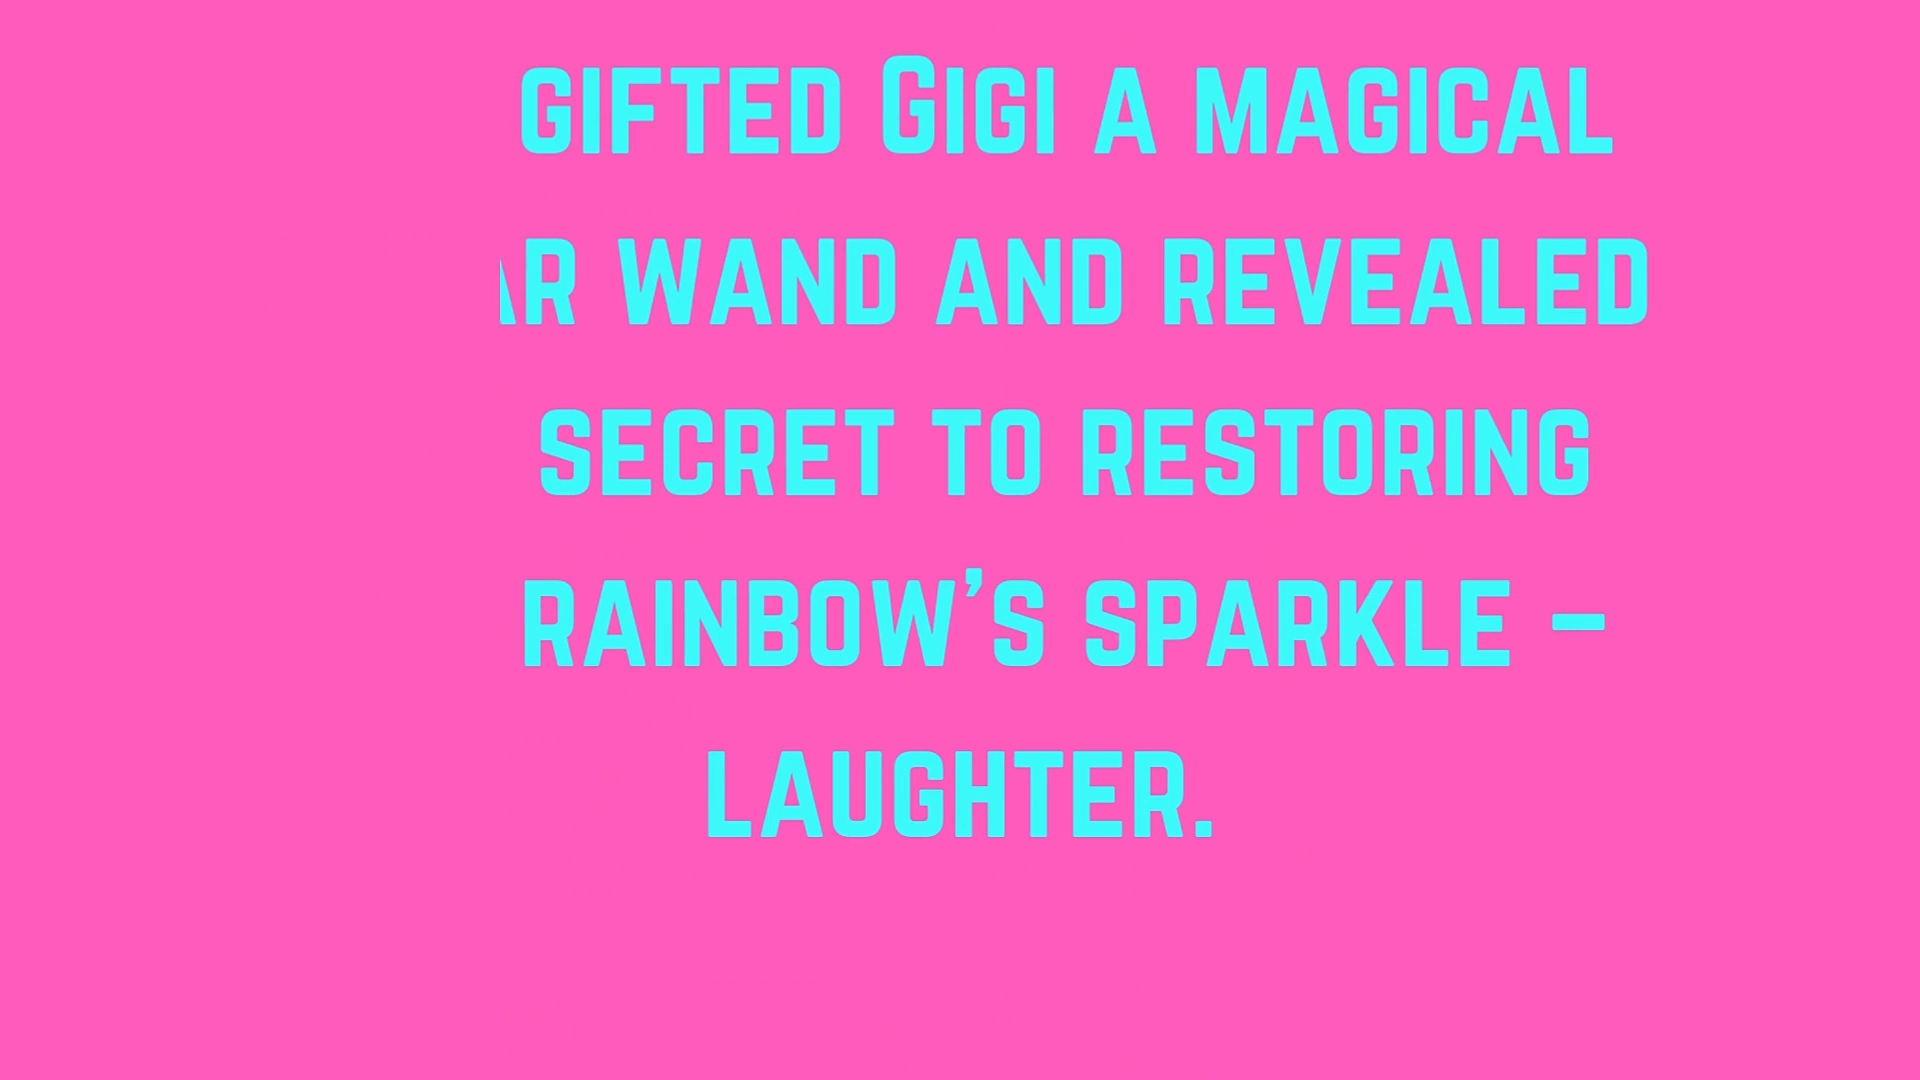 GIFTED GIGI A MAGICAL
WAND AND REVEALED
SECRET TO RESTORING
RAINBOW'S SPARKLE –
LAUGHTER.